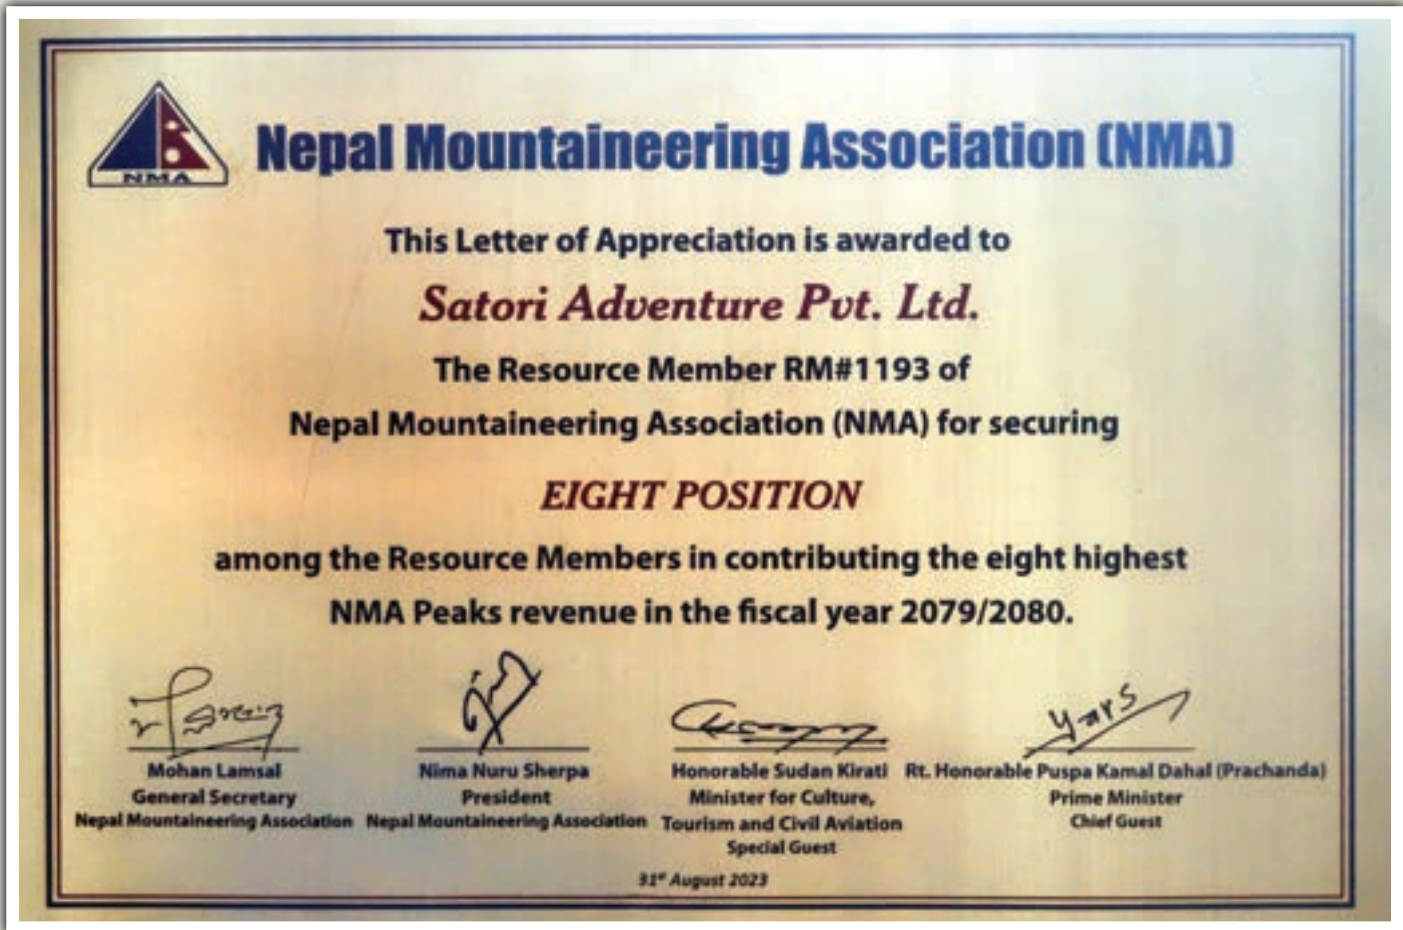 NMA
Nepal Mountaineering Association (NMA)
This Letter of Appreciation is awarded to
Satori Adventure Pvt. Ltd.
The Resource Member RM#1193 of
Nepal Mountaineering Association (NMA) for securing
EIGHT POSITION
among the Resource Members in contributing the eight highest
NMA Peaks revenue in the fiscal year 2079/2080.
Mohan Lamsal
General Secretary
Nepal Mountaineering Association
Nima Nuru Sherpa
President
Nepal Mountaineering Association
Honorable Sudan Kirati
Minister for Culture,
Tourism and Civil Aviation
Special Guest
Rt. Honorable Puspa Kamal Dahal (Prachanda)
Prime Minister
Chief Guest
31st August 2023